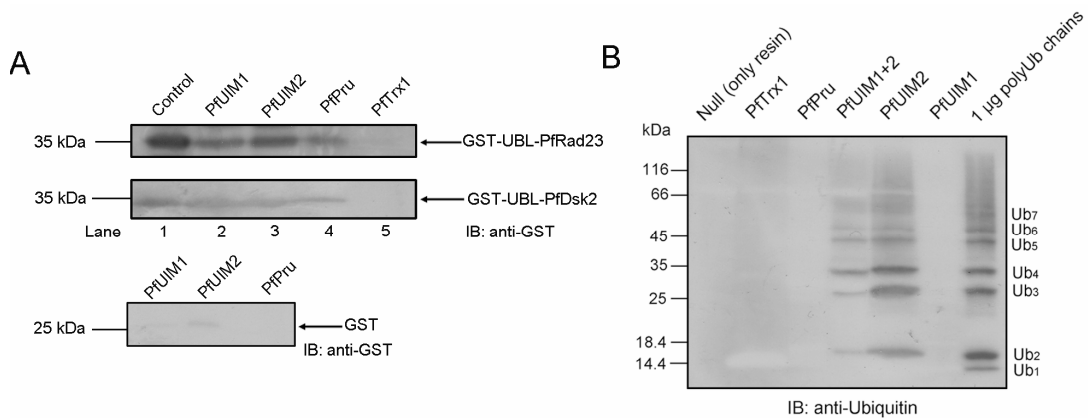 A
Control
PfUIM1
PfUIM2
PfPru
PfTrx1
35 kDa
GST-UBL-PfRad23
35 kDa
GST-UBL-PfDsk2
Lane 1 2 3 4 5 IB: anti-GST
PfUIM1
PfUIM2
PfPru
25 kDa
GST
IB: anti-GST
B
Null (only resin)
PfTrx1
PfPru
PfUIM1+2
PfUIM2
PfUIM1
1 µg polyUb chains
kDa
116
66
45
35
25
18.4
14.4
Ub7
Ub6
Ub5
Ub4
Ub3
Ub2
Ub1
IB: anti-Ubiquitin